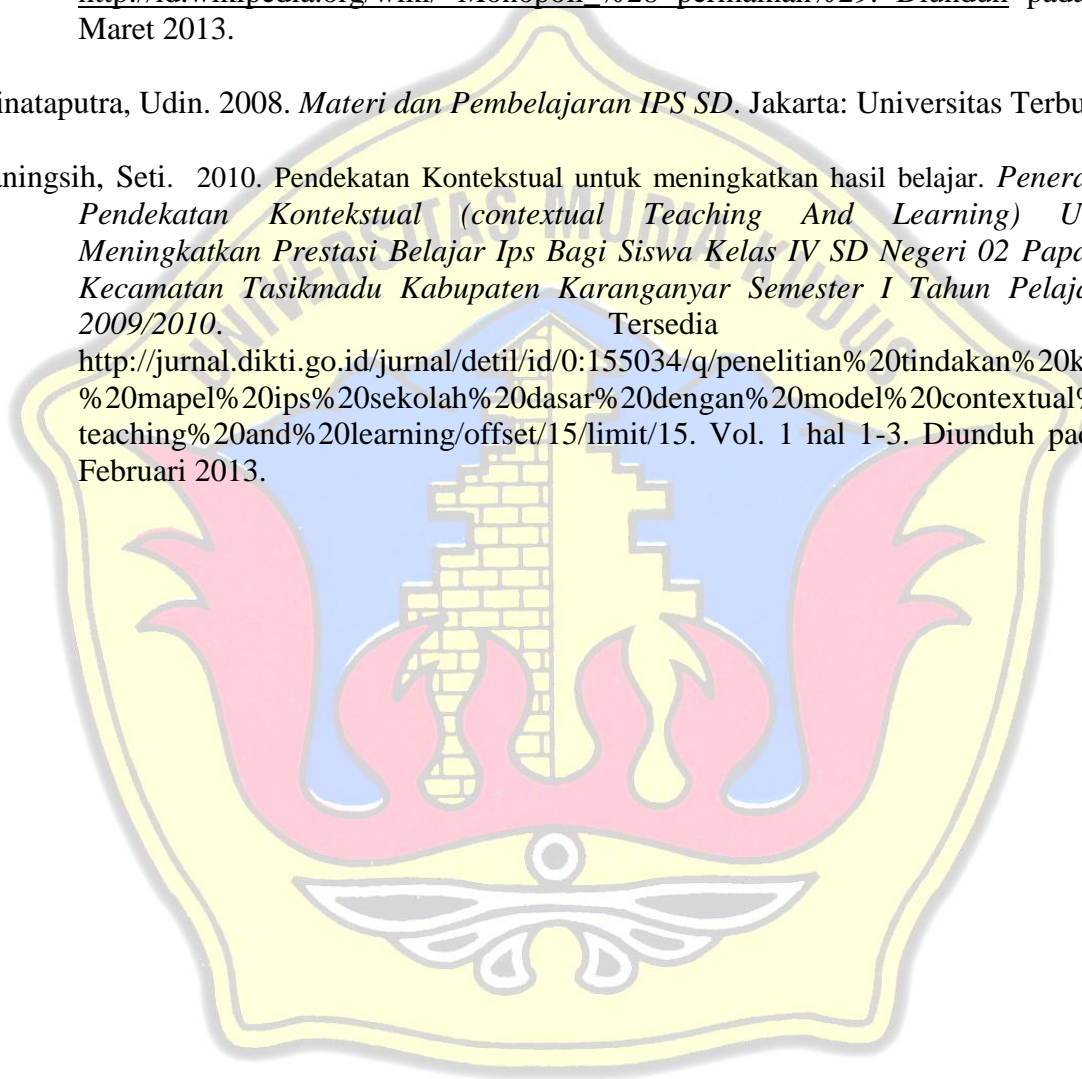 http://id.wikipedia.org/wiki/ Monopoli_%28 permainan%29. Diunduh pada
Maret 2013.
inataputra, Udin. 2008. Materi dan Pembelajaran IPS SD. Jakarta: Universitas Terbu
ningsih, Seti. 2010. Pendekatan Kontekstual untuk meningkatkan hasil belajar. Penera
Pendekatan Kontekstual (contextual Teaching And Learning) U
Meningkatkan Prestasi Belajar Ips Bagi Siswa Kelas IV SD Negeri 02 Papa
Kecamatan Tasikmadu Kabupaten Karanganyar Semester I Tahun Pelaja
2009/2010. Tersedia
http://jurnal.dikti.go.id/jurnal/detil/id/0:155034/q/penelitian%20tindakan%20k
%20mapel%20ips%20sekolah%20dasar%20dengan%20model%20contextual%
teaching%20and%20learning/offset/15/limit/15. Vol. 1 hal 1-3. Diunduh pad
Februari 2013.
UNIVERSITAS MURIA KUDUS